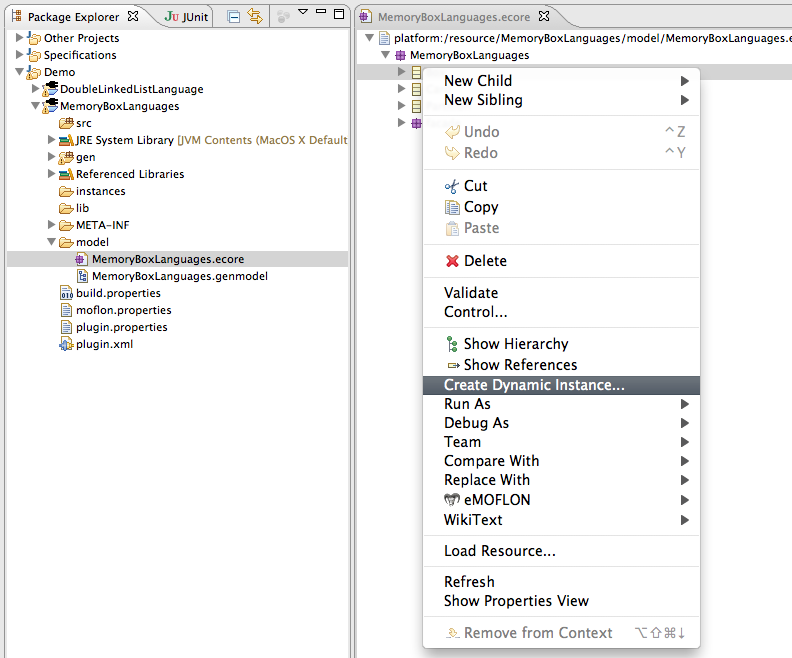 Package Explorer
JUnit
Other Projects
Specifications
Demo
DoubleLinkedListLanguage
MemoryBoxLanguages
src
JRE System Library [JVM Contents (MacOS X Default
gen
Referenced Libraries
instances
lib
META-INF
model
MemoryBoxLanguages.ecore
MemoryBoxLanguages.genmodel
build.properties
moflon.properties
plugin.properties
plugin.xml
MemoryBoxLanguages.ecore
platform:/resource/MemoryBoxLanguages/model/MemoryBoxLanguages.e
MemoryBoxLanguages
New Child
New Sibling
Undo ^Z
Redo ^Y
Cut
Copy
Paste
Delete
Validate
Control...
Show Hierarchy
Show References
Create Dynamic Instance...
Run As
Debug As
Team
Compare With
Replace With
eMOFLON
WikiText
Load Resource...
Refresh
Show Properties View
Remove from Context ⌥⇧⌘↓